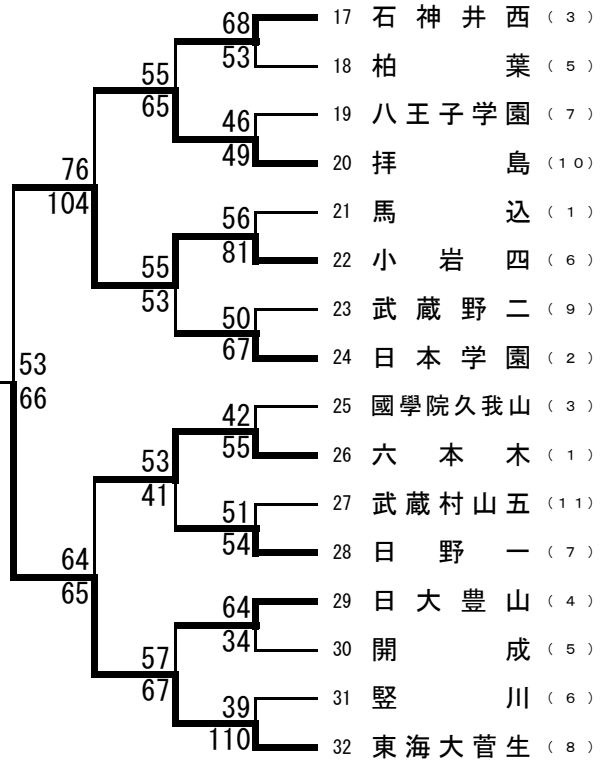 68 17 石神井西 (3)
53 18 柏葉 (5)
55
65
46 19 八王子学園 (7)
49 20 拝島 (10)
76
104
56 21 馬込 (1)
81 22 小岩四 (6)
55
53
50 23 武蔵野二 (9)
67 24 日本学園 (2)
53
66
42 25 國學院久我山 (3)
55 26 六本木 (1)
53
41
51 27 武蔵村山五 (11)
54 28 日野一 (7)
64
65
64 29 日大豊山 (4)
34 30 開成 (5)
57
67
39 31 竪川 (6)
110 32 東海大菅生 (8)